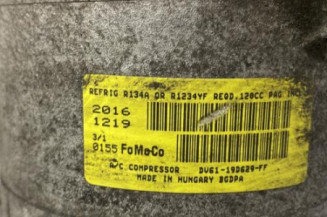 REFRIG R134A OR R1234YF REQD.120CC PAG
2016
1219
3/1
0155 FoMoCo
A/C COMPRESSOR DV61-19D629-FF
MADE IN HUNGARY BGDPA